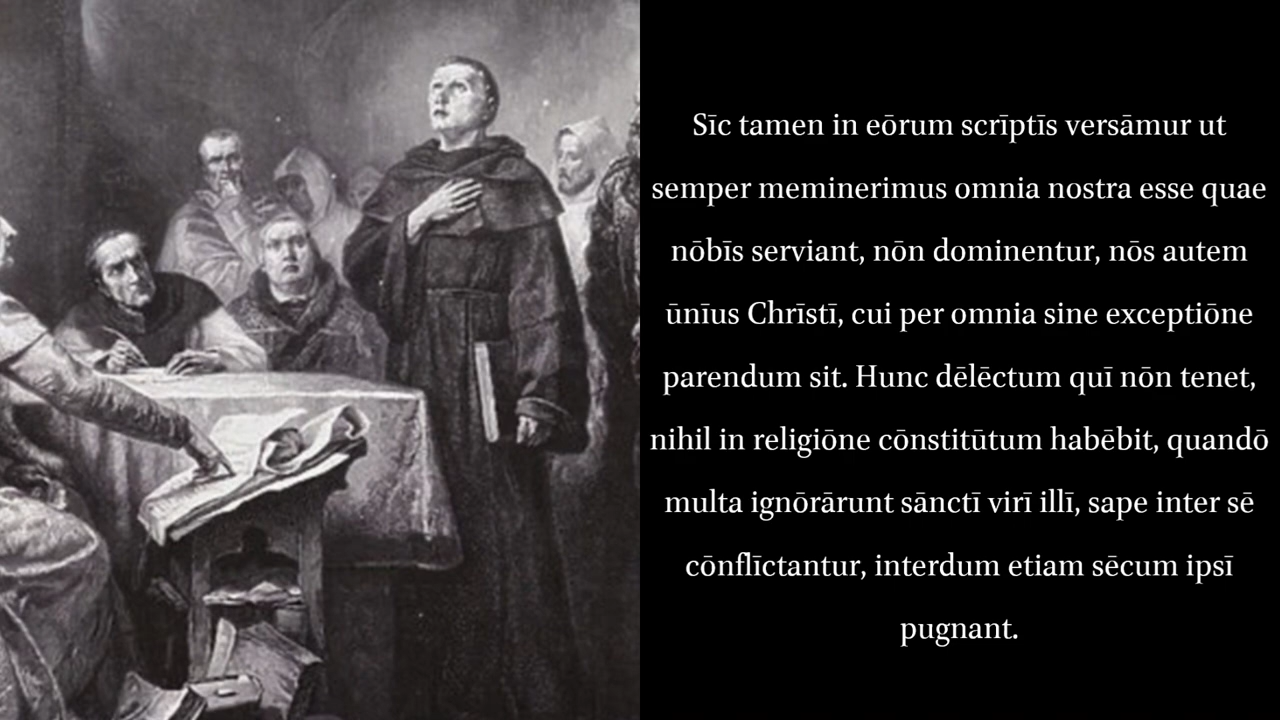 Sīc tamen in eōrum scrīptīs versāmur ut
semper meminerimus omnia nostra esse quae
nōbīs serviant, nōn dominentur, nōs autem
ūnīus Chrīstī, cui per omnia sine exceptiōne
parendum sit. Hunc dēlēctum quī nōn tenet,
nihil in religiōne cōnstitūtum habēbit, quandō
multa ignōrārunt sānctī virī illī, sape inter sē
cōnflīctantur, interdum etiam sēcum ipsī
pugnant.